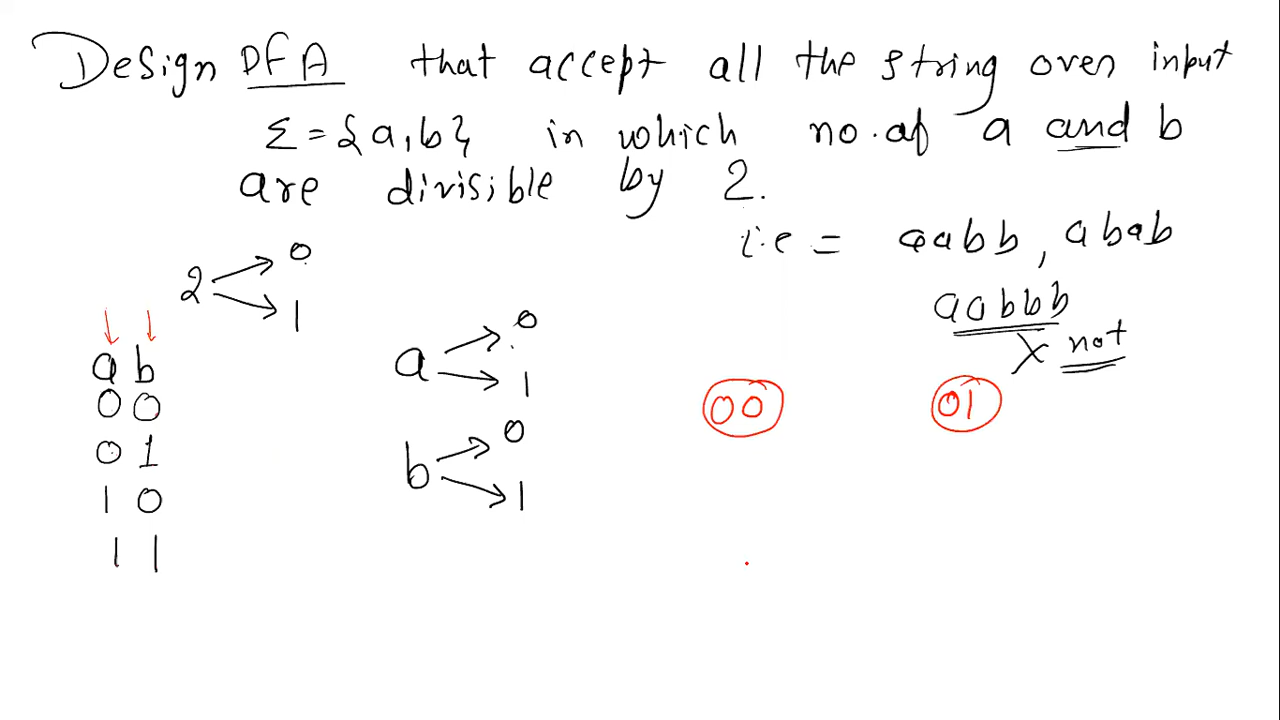 Design DFA that accept all the string over input
Σ = {a, b} in which no. of a and b
are divisible by 2.
i.e = aabb, abab
aabbb
X not
2 → 0
→ 1
a b
0 0
0 1
1 0
1 1
a → 0
→ 1
b → 0
→ 1
00
01